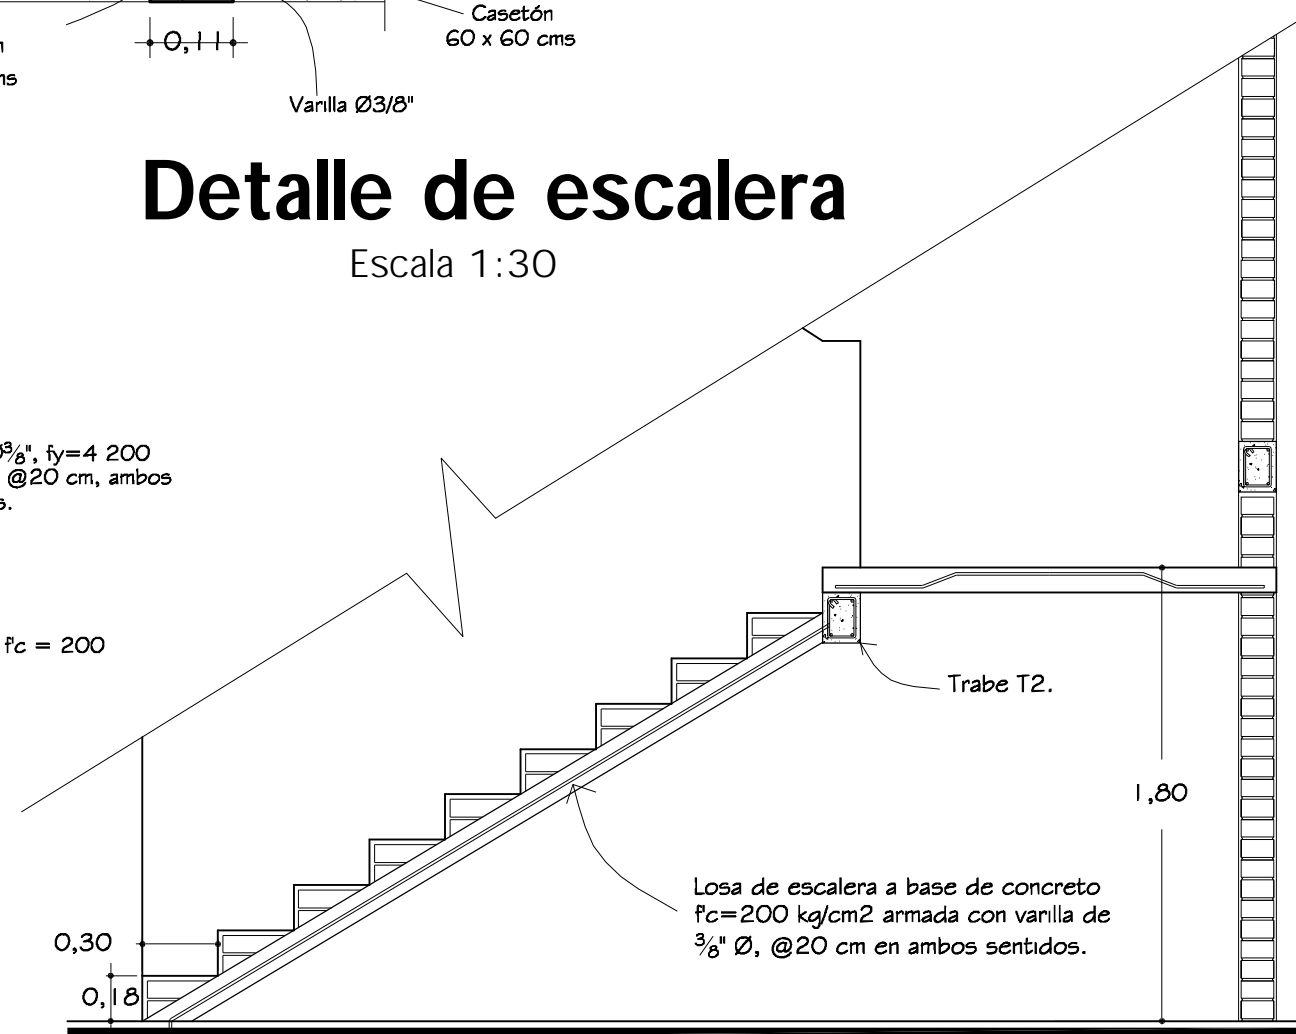 Casetón
60 x 60 cms
0,11
Varilla Ø3/8"
Detalle de escalera
Escala 1:30
Ø3/8", fy=4 200
@20 cm, ambos
f'c = 200
Trabe T2.
1,80
Losa de escalera a base de concreto
f'c=200 kg/cm2 armada con varilla de
3/8" Ø, @20 cm en ambos sentidos.
0,30
0,18